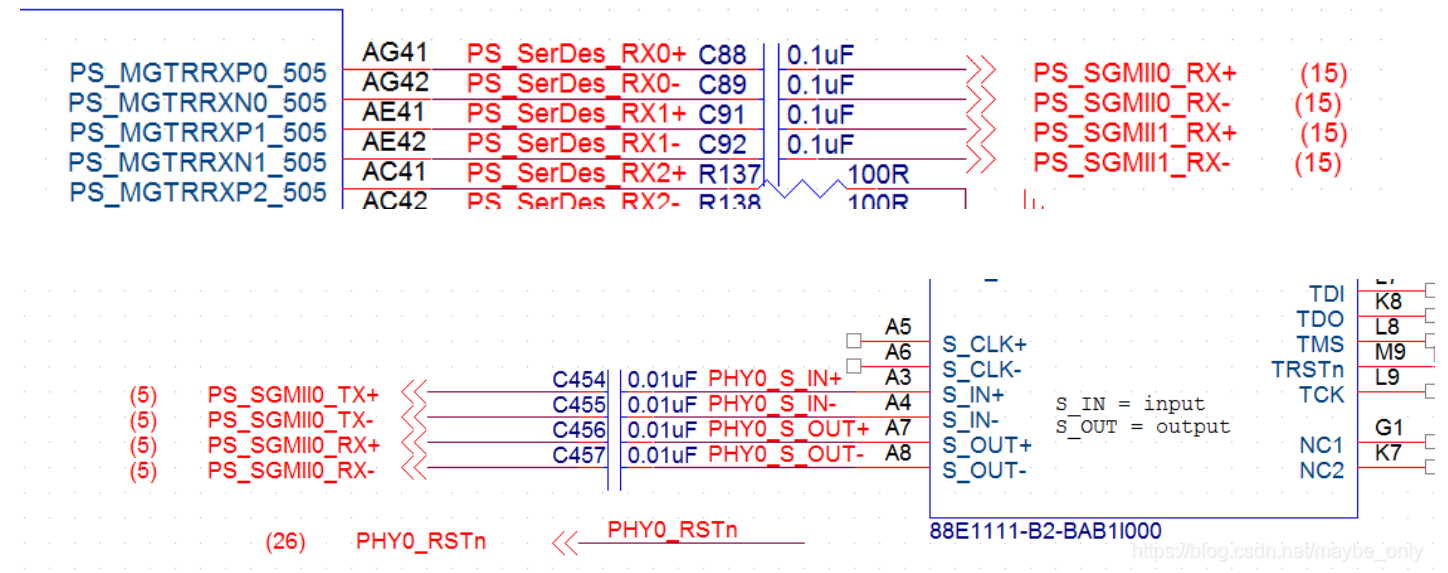 PS_MGTRRXP0_505 AG41 PS_SerDes_RX0+ C88 0.1uF PS_SGMII0_RX+ (15)
PS_MGTRRXN0_505 AG42 PS_SerDes_RX0- C89 0.1uF PS_SGMII0_RX- (15)
PS_MGTRRXP1_505 AE41 PS_SerDes_RX1+ C91 0.1uF PS_SGMII1_RX+ (15)
PS_MGTRRXN1_505 AE42 PS_SerDes_RX1- C92 0.1uF PS_SGMII1_RX- (15)
PS_MGTRRXP2_505 AC41 PS_SerDes_RX2+ R137 100R
AC42 PS_SerDes_RX2- R138 100R
TDI K8
A5 S_CLK+ TDO L8
A6 S_CLK- TMS M9
(5) PS_SGMII0_TX+ C454 0.01uF PHY0_S_IN+ A3 S_IN+ TRSTn L9
(5) PS_SGMII0_TX- C455 0.01uF PHY0_S_IN- A4 S_IN- S_IN = input TCK
(5) PS_SGMII0_RX+ C456 0.01uF PHY0_S_OUT+ A7 S_OUT+ S_OUT = output NC1 G1
(5) PS_SGMII0_RX- C457 0.01uF PHY0_S_OUT- A8 S_OUT- NC2 K7
(26) PHY0_RSTn PHY0_RSTn 88E1111-B2-BAB1I000
https://blog.csdn.net/maybe_only